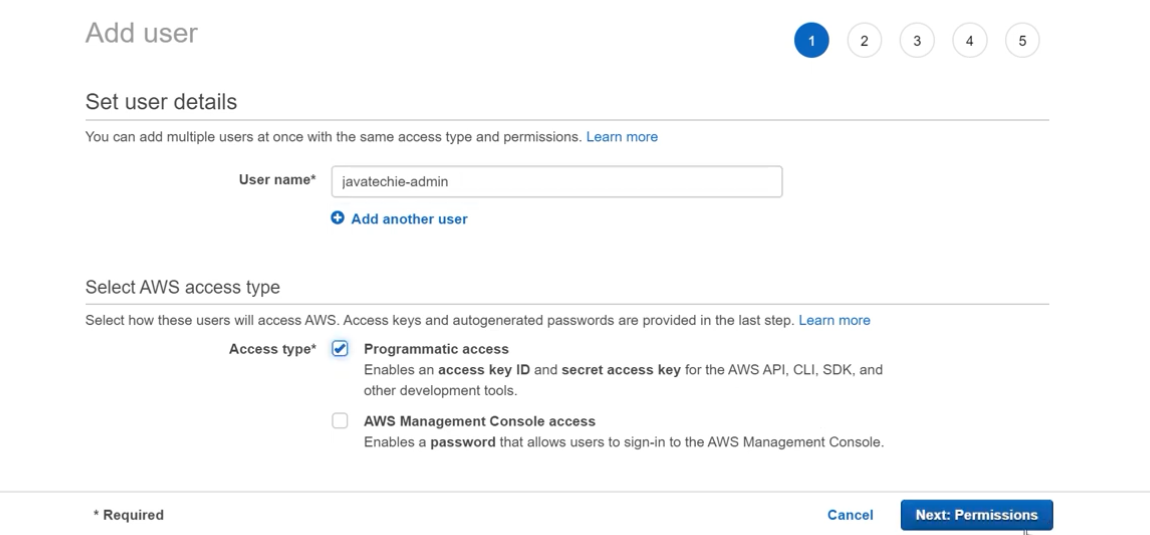 Add user
1 2 3 4 5
Set user details
You can add multiple users at once with the same access type and permissions. Learn more
User name* javatechie-admin
Add another user
Select AWS access type
Select how these users will access AWS. Access keys and autogenerated passwords are provided in the last step. Learn more
Access type* Programmatic access
Enables an access key ID and secret access key for the AWS API, CLI, SDK, and
other development tools.
AWS Management Console access
Enables a password that allows users to sign-in to the AWS Management Console.
* Required Cancel Next: Permissions